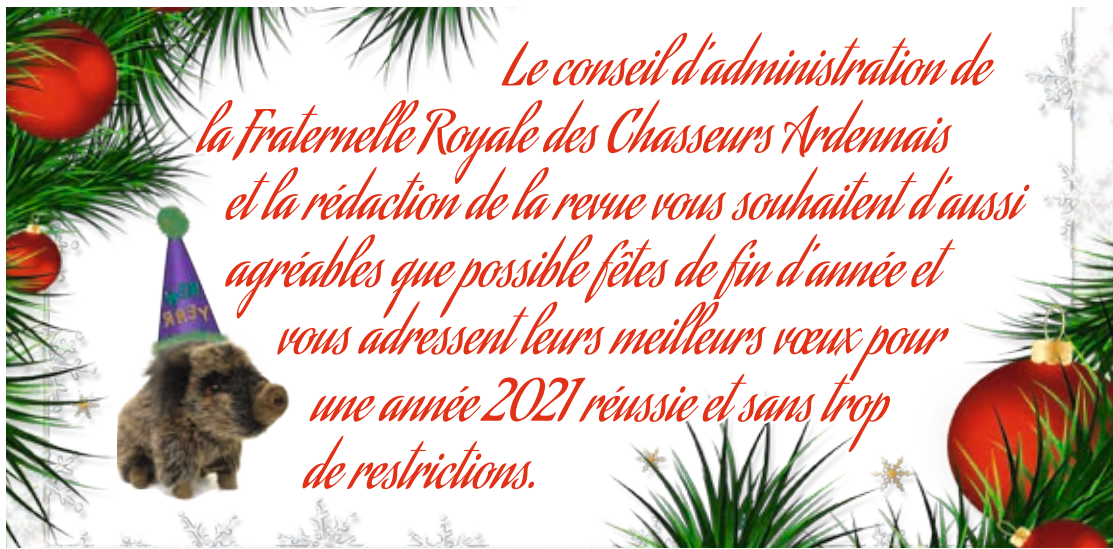 Le conseil d'administration de
la Fraternelle Royale des Chasseurs Ardennais
et la rédaction de la revue vous souhaitent d'aussi
agréables que possible fêtes de fin d'année et
vous adressent leurs meilleurs vœux pour
une année 2021 réussie et sans trop
de restrictions.
NEW
YEAR